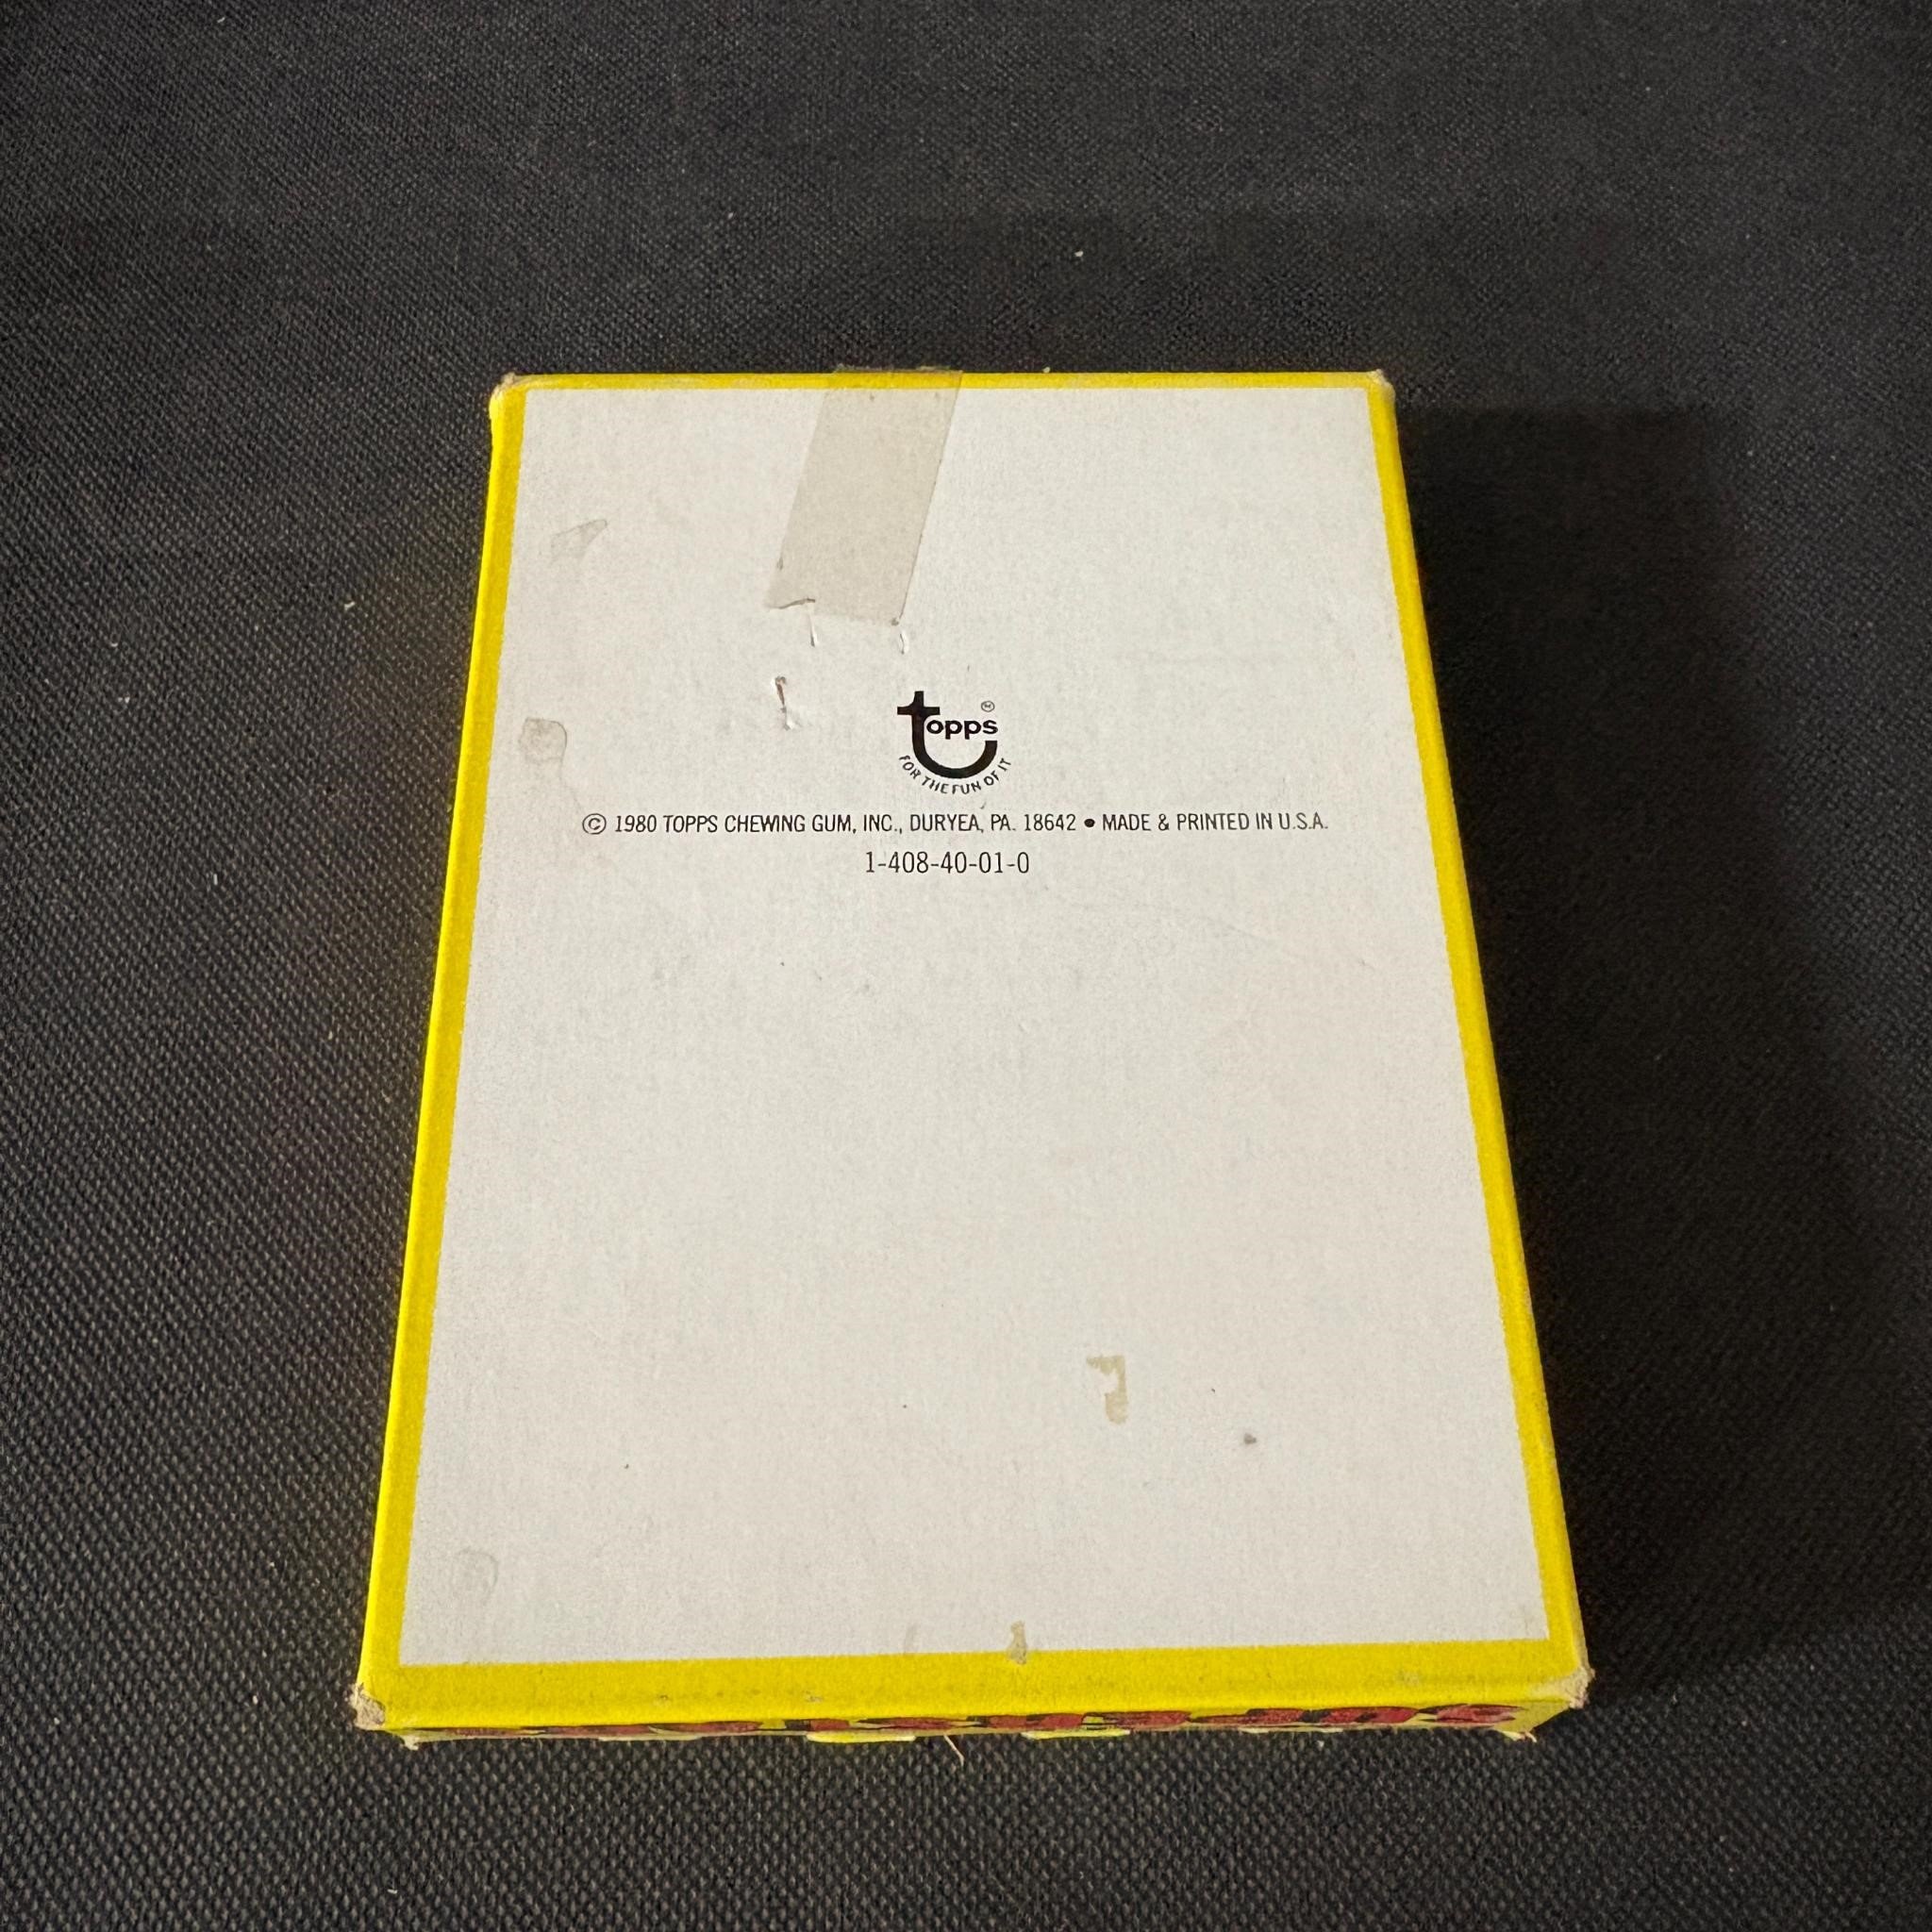 topps
FOR THE FUN OF IT
© 1980 TOPPS CHEWING GUM, INC., DURYEA, PA. 18642 • MADE & PRINTED IN U.S.A.
1-408-40-01-0